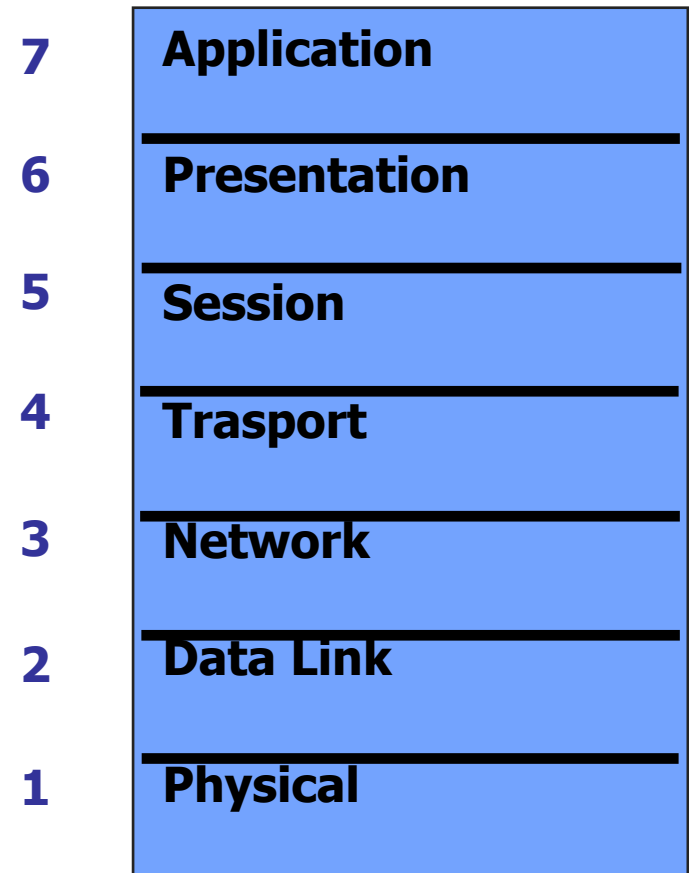 7 Application
6 Presentation
5 Session
4 Trasport
3 Network
2 Data Link
1 Physical